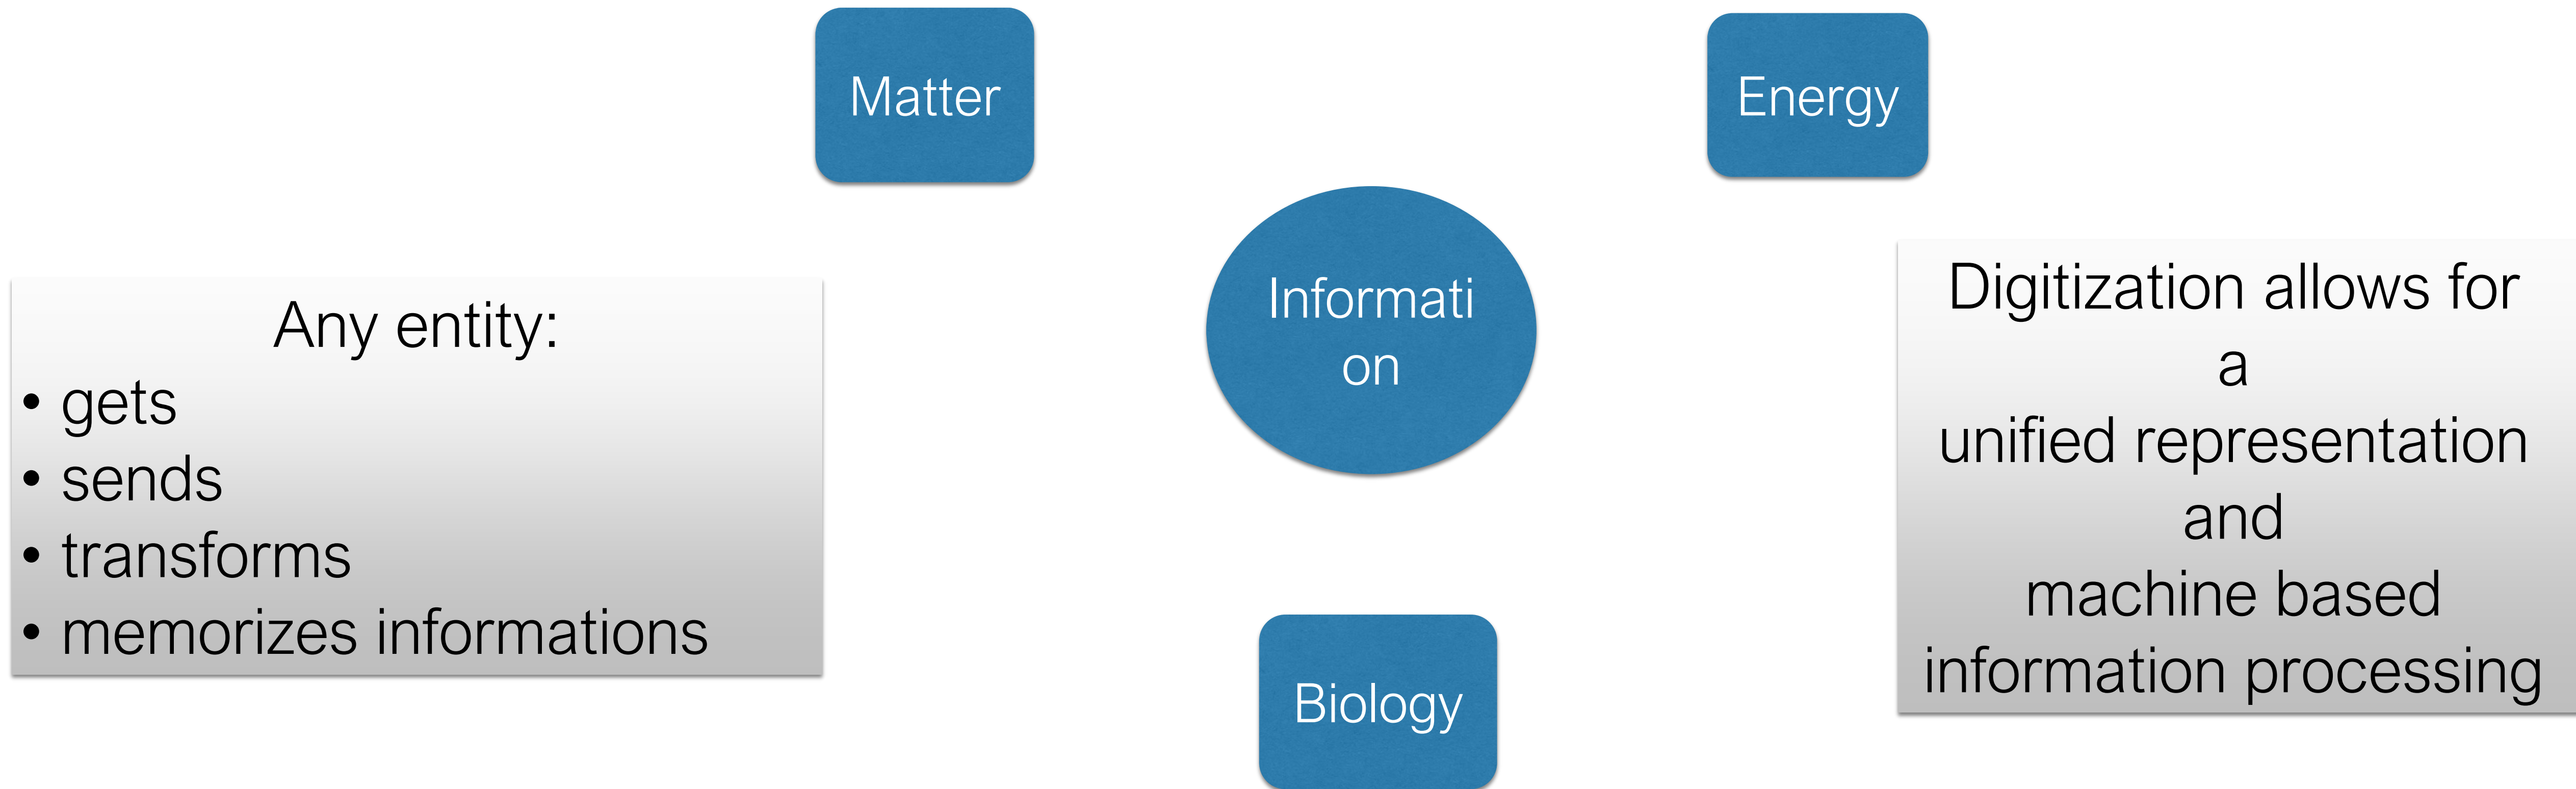 Matter
Energy
Informati
on
Any entity:
• gets
• sends
• transforms
• memorizes informations
Digitization allows for
a
unified representation
and
machine based
information processing
Biology